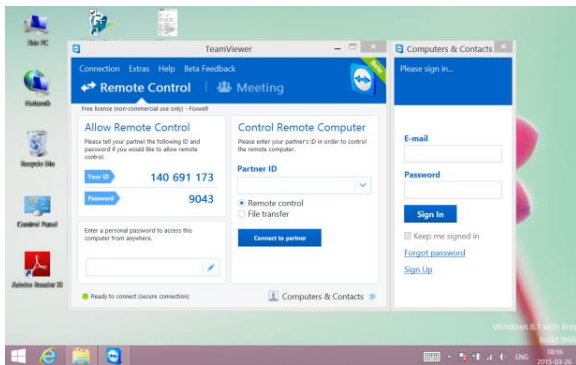 This PC
Network
Recycle Bin
Control Panel
TeamViewer
Connection Extras Help Beta Feedback
Beta
Remote Control
Meeting
Free license (non-commercial use only) - Foxwell
Allow Remote Control
Please tell your partner the following ID and
password if you would like to allow remote
control.
Your ID 140 691 173
Password 9043
Enter a personal password to access this
computer from anywhere.
Control Remote Computer
Please enter your partner's ID in order to control
the remote computer.
Partner ID
Remote control
File transfer
Connect to partner
Ready to connect (secure connection)
Computers & Contacts
Computers & Contacts
Please sign in...
E-mail
Password
Sign In
Keep me signed in
Forgot password
Sign Up
Windows 8.1 with Bing
Build 9600
ENG
18:16
2015-03-26